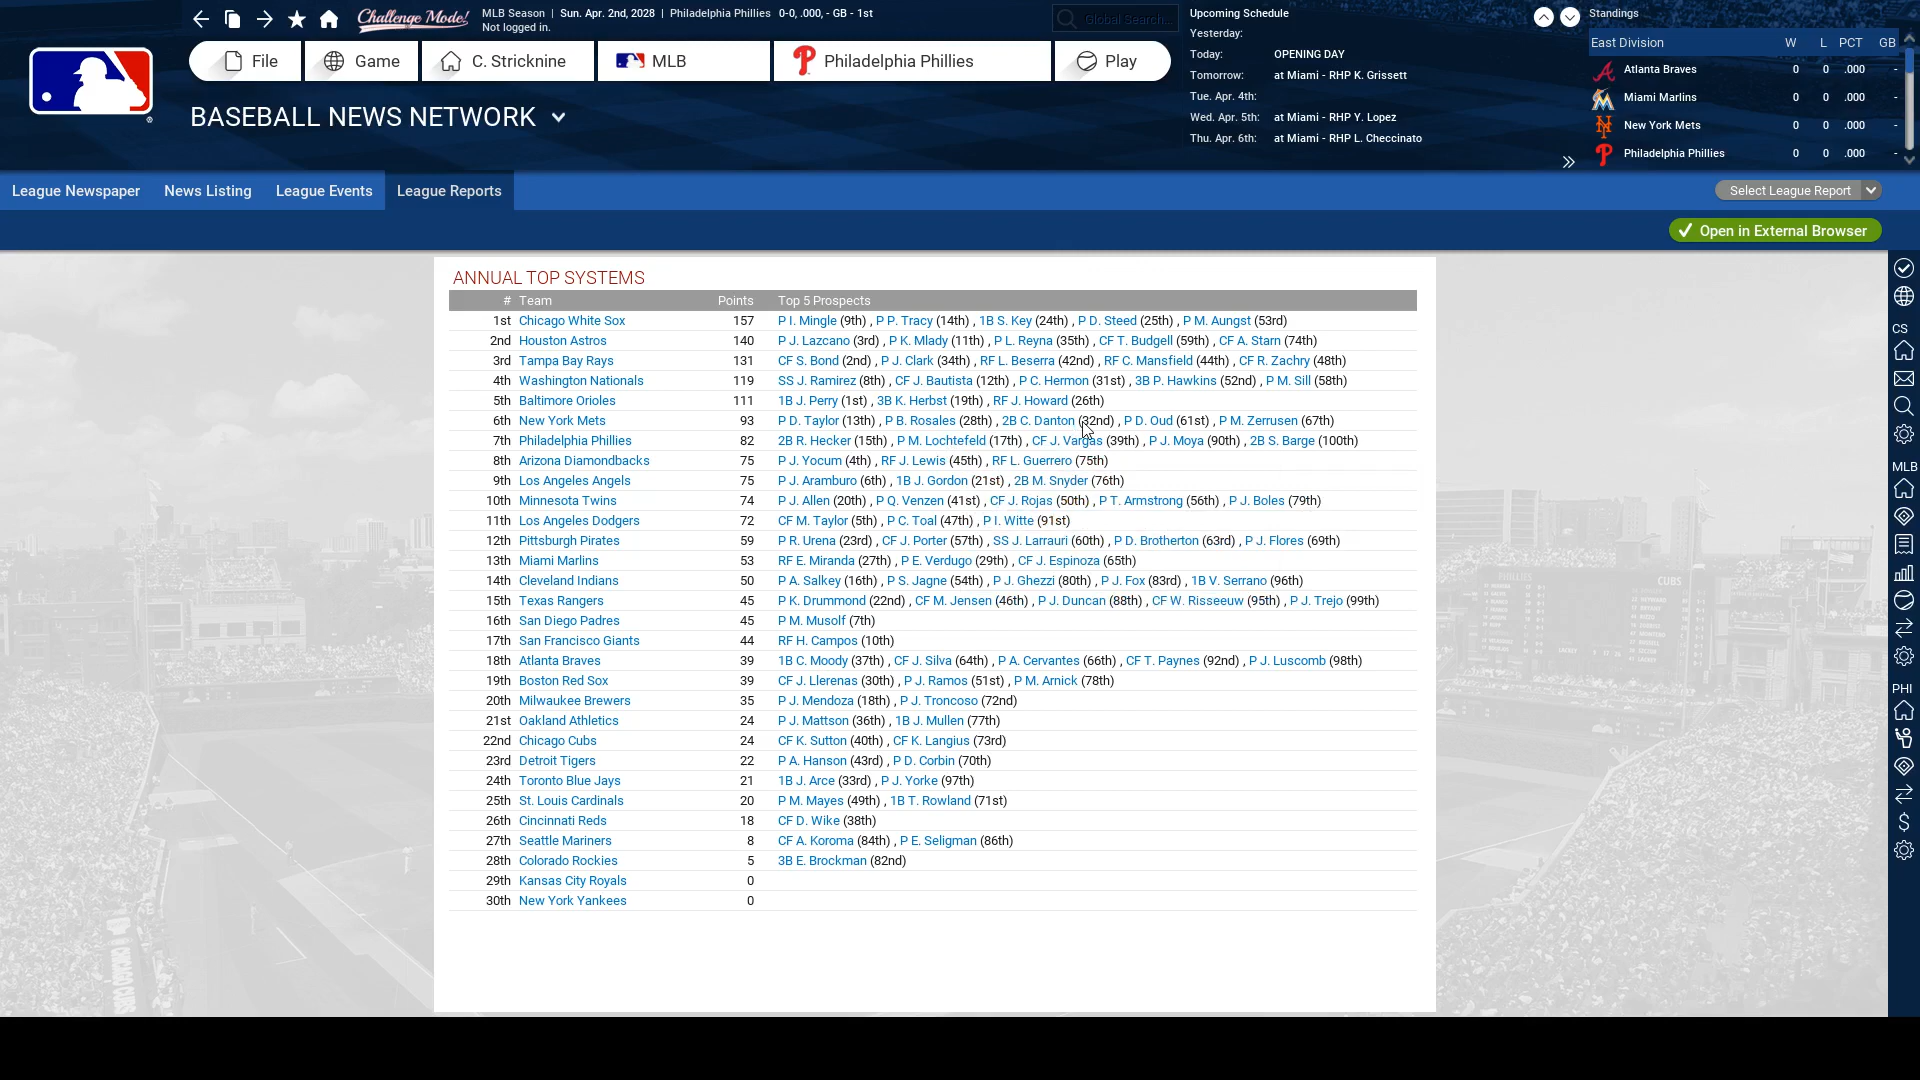 Challenge Mode!
MLB Season | Sun. Apr. 2nd, 2028 | Philadelphia Phillies 0-0, .000, - GB - 1st
Not logged in.
Global Search...
File
Game
C. Stricknine
MLB
Philadelphia Phillies
Play
BASEBALL NEWS NETWORK
Upcoming Schedule
Yesterday:
Today: OPENING DAY
Tomorrow: at Miami - RHP K. Grissett
Tue. Apr. 4th:
Wed. Apr. 5th: at Miami - RHP Y. Lopez
Thu. Apr. 6th: at Miami - RHP L. Checcinato
Standings
East Division W L PCT GB
Atlanta Braves 0 0 .000 -
Miami Marlins 0 0 .000 -
New York Mets 0 0 .000 -
Philadelphia Phillies 0 0 .000 -
League Newspaper
News Listing
League Events
League Reports
Select League Report
Open in External Browser
ANNUAL TOP SYSTEMS
# Team Points Top 5 Prospects
1st Chicago White Sox 157 P I. Mingle (9th) , P P. Tracy (14th) , 1B S. Key (24th) , P D. Steed (25th) , P M. Aungst (53rd)
2nd Houston Astros 140 P J. Lazcano (3rd) , P K. Mlady (11th) , P L. Reyna (35th) , CF T. Budgell (59th) , CF A. Starn (74th)
3rd Tampa Bay Rays 131 CF S. Bond (2nd) , P J. Clark (34th) , RF L. Beserra (42nd) , RF C. Mansfield (44th) , CF R. Zachry (48th)
4th Washington Nationals 119 SS J. Ramirez (8th) , CF J. Bautista (12th) , P C. Hermon (31st) , 3B P. Hawkins (52nd) , P M. Sill (58th)
5th Baltimore Orioles 111 1B J. Perry (1st) , 3B K. Herbst (19th) , RF J. Howard (26th)
6th New York Mets 93 P D. Taylor (13th) , P B. Rosales (28th) , 2B C. Danton (32nd) , P D. Oud (61st) , P M. Zerrusen (67th)
7th Philadelphia Phillies 82 2B R. Hecker (15th) , P M. Lochtefeld (17th) , CF J. Vargas (39th) , P J. Moya (90th) , 2B S. Barge (100th)
8th Arizona Diamondbacks 75 P J. Yocum (4th) , RF J. Lewis (45th) , RF L. Guerrero (75th)
9th Los Angeles Angels 75 P J. Aramburo (6th) , 1B J. Gordon (21st) , 2B M. Snyder (76th)
10th Minnesota Twins 74 P J. Allen (20th) , P Q. Venzen (41st) , CF J. Rojas (50th) , P T. Armstrong (56th) , P J. Boles (79th)
11th Los Angeles Dodgers 72 CF M. Taylor (5th) , P C. Toal (47th) , P I. Witte (91st)
12th Pittsburgh Pirates 59 P R. Urena (23rd) , CF J. Porter (57th) , SS J. Larrauri (60th) , P D. Brotherton (63rd) , P J. Flores (69th)
13th Miami Marlins 53 RF E. Miranda (27th) , P E. Verdugo (29th) , CF J. Espinoza (65th)
14th Cleveland Indians 50 P A. Salkey (16th) , P S. Jagne (54th) , P J. Ghezzi (80th) , P J. Fox (83rd) , 1B V. Serrano (96th)
15th Texas Rangers 45 P K. Drummond (22nd) , CF M. Jensen (46th) , P J. Duncan (88th) , CF W. Risseeuw (95th) , P J. Trejo (99th)
16th San Diego Padres 45 P M. Musolf (7th)
17th San Francisco Giants 44 RF H. Campos (10th)
18th Atlanta Braves 39 1B C. Moody (37th) , CF J. Silva (64th) , P A. Cervantes (66th) , CF T. Paynes (92nd) , P J. Luscomb (98th)
19th Boston Red Sox 39 CF J. Llerenas (30th) , P J. Ramos (51st) , P M. Arnick (78th)
20th Milwaukee Brewers 35 P J. Mendoza (18th) , P J. Troncoso (72nd)
21st Oakland Athletics 24 P J. Mattson (36th) , 1B J. Mullen (77th)
22nd Chicago Cubs 24 CF K. Sutton (40th) , CF K. Langius (73rd)
23rd Detroit Tigers 22 P A. Hanson (43rd) , P D. Corbin (70th)
24th Toronto Blue Jays 21 1B J. Arce (33rd) , P J. Yorke (97th)
25th St. Louis Cardinals 20 P M. Mayes (49th) , 1B T. Rowland (71st)
26th Cincinnati Reds 18 CF D. Wike (38th)
27th Seattle Mariners 8 CF A. Koroma (84th) , P E. Seligman (86th)
28th Colorado Rockies 5 3B E. Brockman (82nd)
29th Kansas City Royals 0
30th New York Yankees 0
CS
MLB
PHI
PHILLIES
CUBS